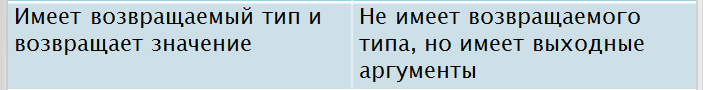 Имеет возвращаемый тип и
возвращает значение
Не имеет возвращаемого
типа, но имеет выходные
аргументы